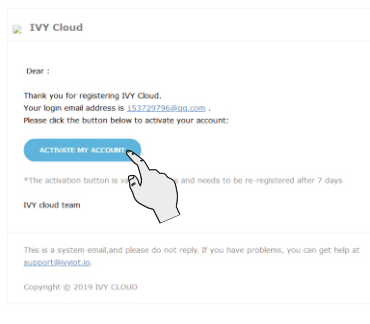 IVY Cloud
Dear :
Thank you for registering IVY Cloud.
Your login email address is 153729796@qq.com .
Please click the button below to activate your account:
ACTIVATE MY ACCOUNT
*The activation button is va s and needs to be re-registered after 7 days
IVY cloud team
This is a system email,and please do not reply. If you have problems, you can get help at
support@ivyiot.io.
Copyright © 2019 IVY CLOUD